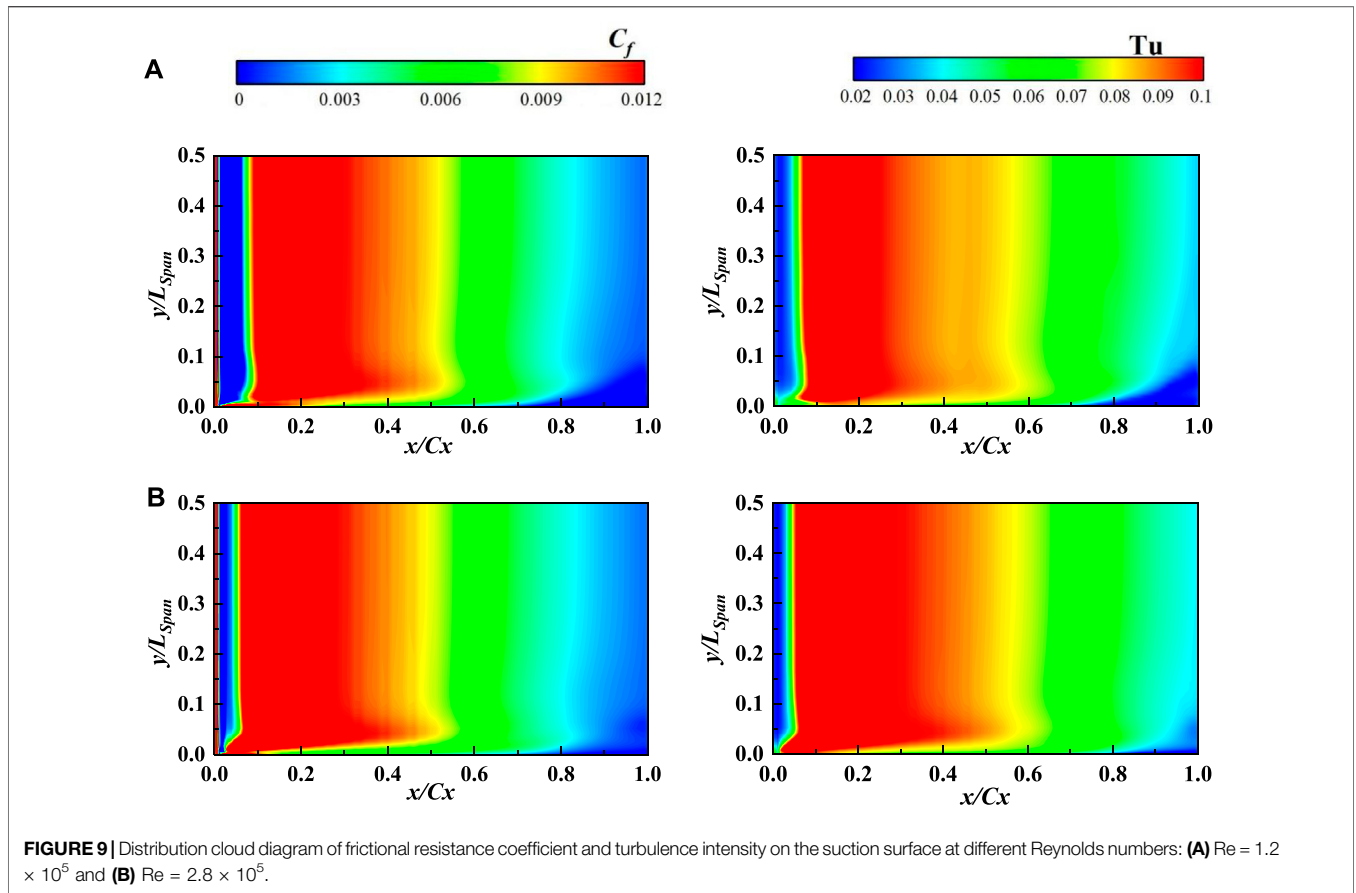 A
C_f
0 0.003 0.006 0.009 0.012
Tu
0.02 0.03 0.04 0.05 0.06 0.07 0.08 0.09 0.1
0.5
0.4
0.3
0.2
0.1
0.0
y/L_Span
0.0 0.2 0.4 0.6 0.8 1.0
x/Cx
0.5
0.4
0.3
0.2
0.1
0.0
y/L_Span
0.0 0.2 0.4 0.6 0.8 1.0
x/Cx
B
0.5
0.4
0.3
0.2
0.1
0.0
y/L_Span
0.0 0.2 0.4 0.6 0.8 1.0
x/Cx
0.5
0.4
0.3
0.2
0.1
0.0
y/L_Span
0.0 0.2 0.4 0.6 0.8 1.0
x/Cx
FIGURE 9 | Distribution cloud diagram of frictional resistance coefficient and turbulence intensity on the suction surface at different Reynolds numbers: (A) Re = 1.2
× 10⁵ and (B) Re = 2.8 × 10⁵.